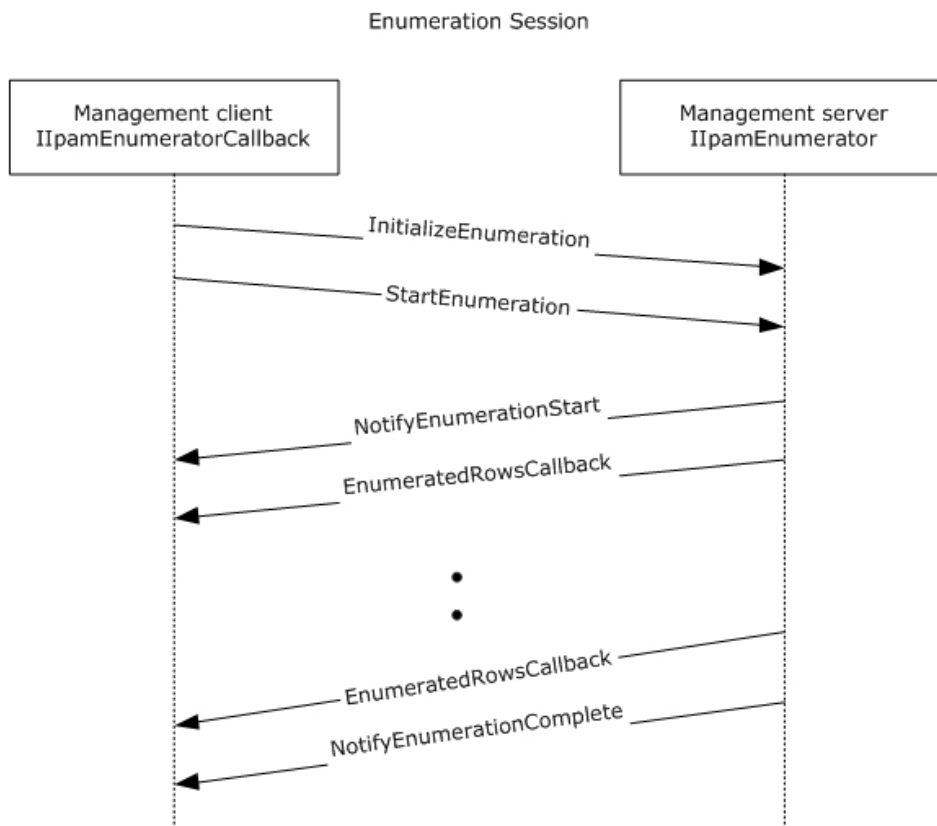 Enumeration Session
Management client
IIpamEnumeratorCallback
Management server
IIpamEnumerator
InitializeEnumeration
StartEnumeration
NotifyEnumerationStart
EnumeratedRowsCallback
EnumeratedRowsCallback
NotifyEnumerationComplete